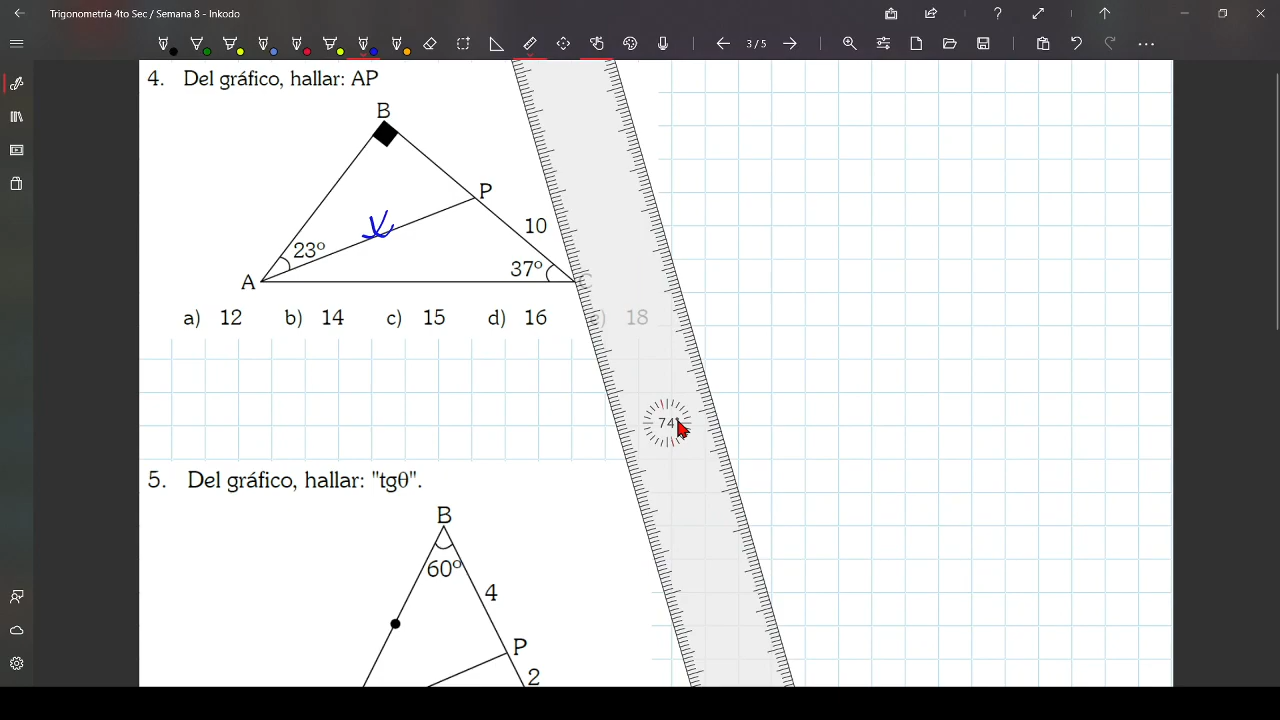 Trigonometría 4to Sec / Semana 8 - Inkodo
3 / 5
4. Del gráfico, hallar: AP
B
P
10
23º
37º
A
C
a) 12 b) 14 c) 15 d) 16 e) 18
74°
5. Del gráfico, hallar: "tgθ".
B
60º
4
P
2